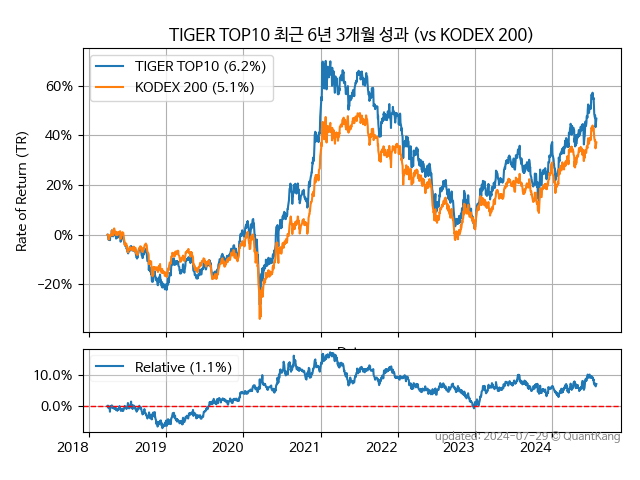 TIGER TOP10 최근 6년 3개월 성과 (vs KODEX 200)
TIGER TOP10 (6.2%)
KODEX 200 (5.1%)
Rate of Return (TR)
60%
40%
20%
0%
−20%
Relative (1.1%)
10.0%
0.0%
2018 2019 2020 2021 2022 2023 2024
updated: 2024-07-29 © QuantKang